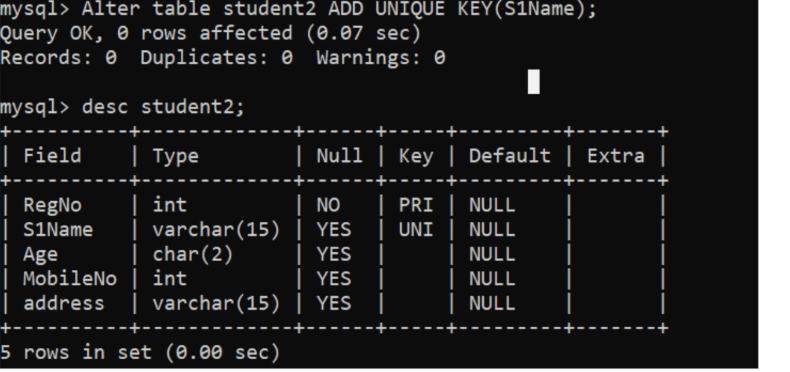 mysql> Alter table student2 ADD UNIQUE KEY(S1Name);
Query OK, 0 rows affected (0.07 sec)
Records: 0  Duplicates: 0  Warnings: 0
mysql> desc student2;
+----------+-------------+------+-----+---------+-------+
| Field    | Type        | Null | Key | Default | Extra |
+----------+-------------+------+-----+---------+-------+
| RegNo    | int         | NO   | PRI | NULL    |       |
| S1Name   | varchar(15) | YES  | UNI | NULL    |       |
| Age      | char(2)     | YES  |     | NULL    |       |
| MobileNo | int         | YES  |     | NULL    |       |
| address  | varchar(15) | YES  |     | NULL    |       |
+----------+-------------+------+-----+---------+-------+
5 rows in set (0.00 sec)